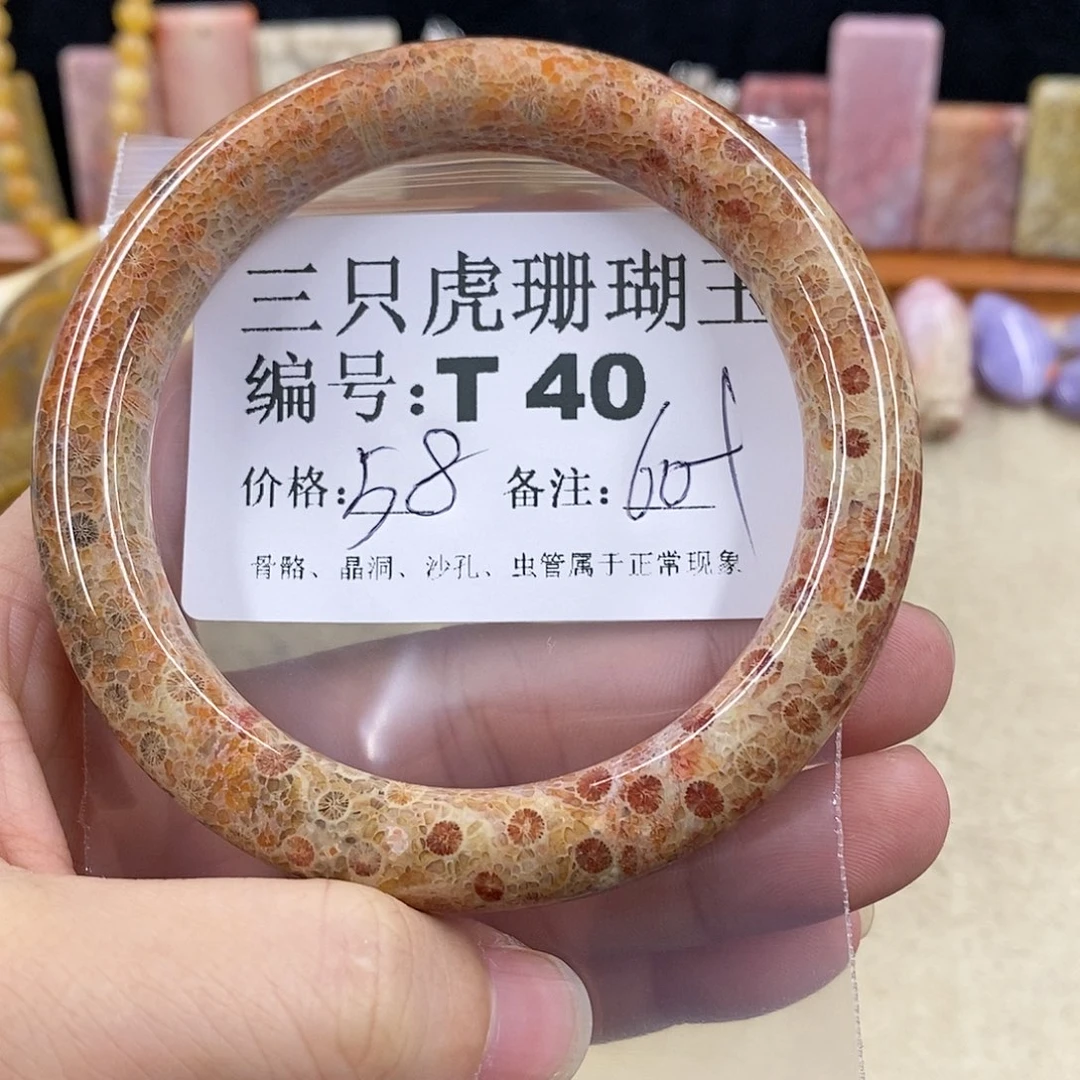 三只虎珊瑚玉
编号:T 40
价格:58 备注:60-1
骨骼、晶洞、沙孔、虫管属于正常现象